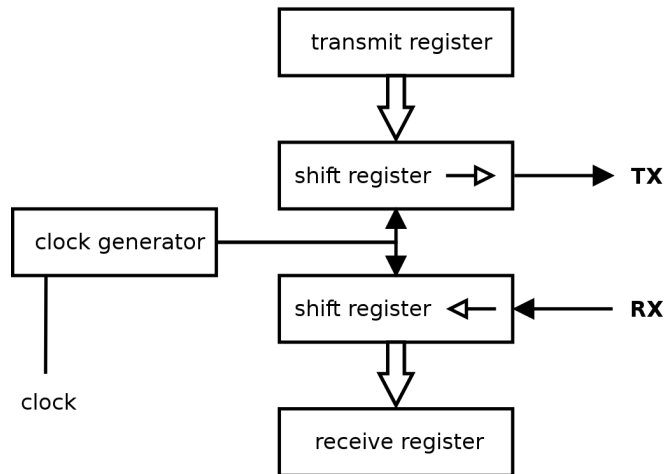 transmit register
shift register
TX
clock generator
shift register
RX
clock
receive register